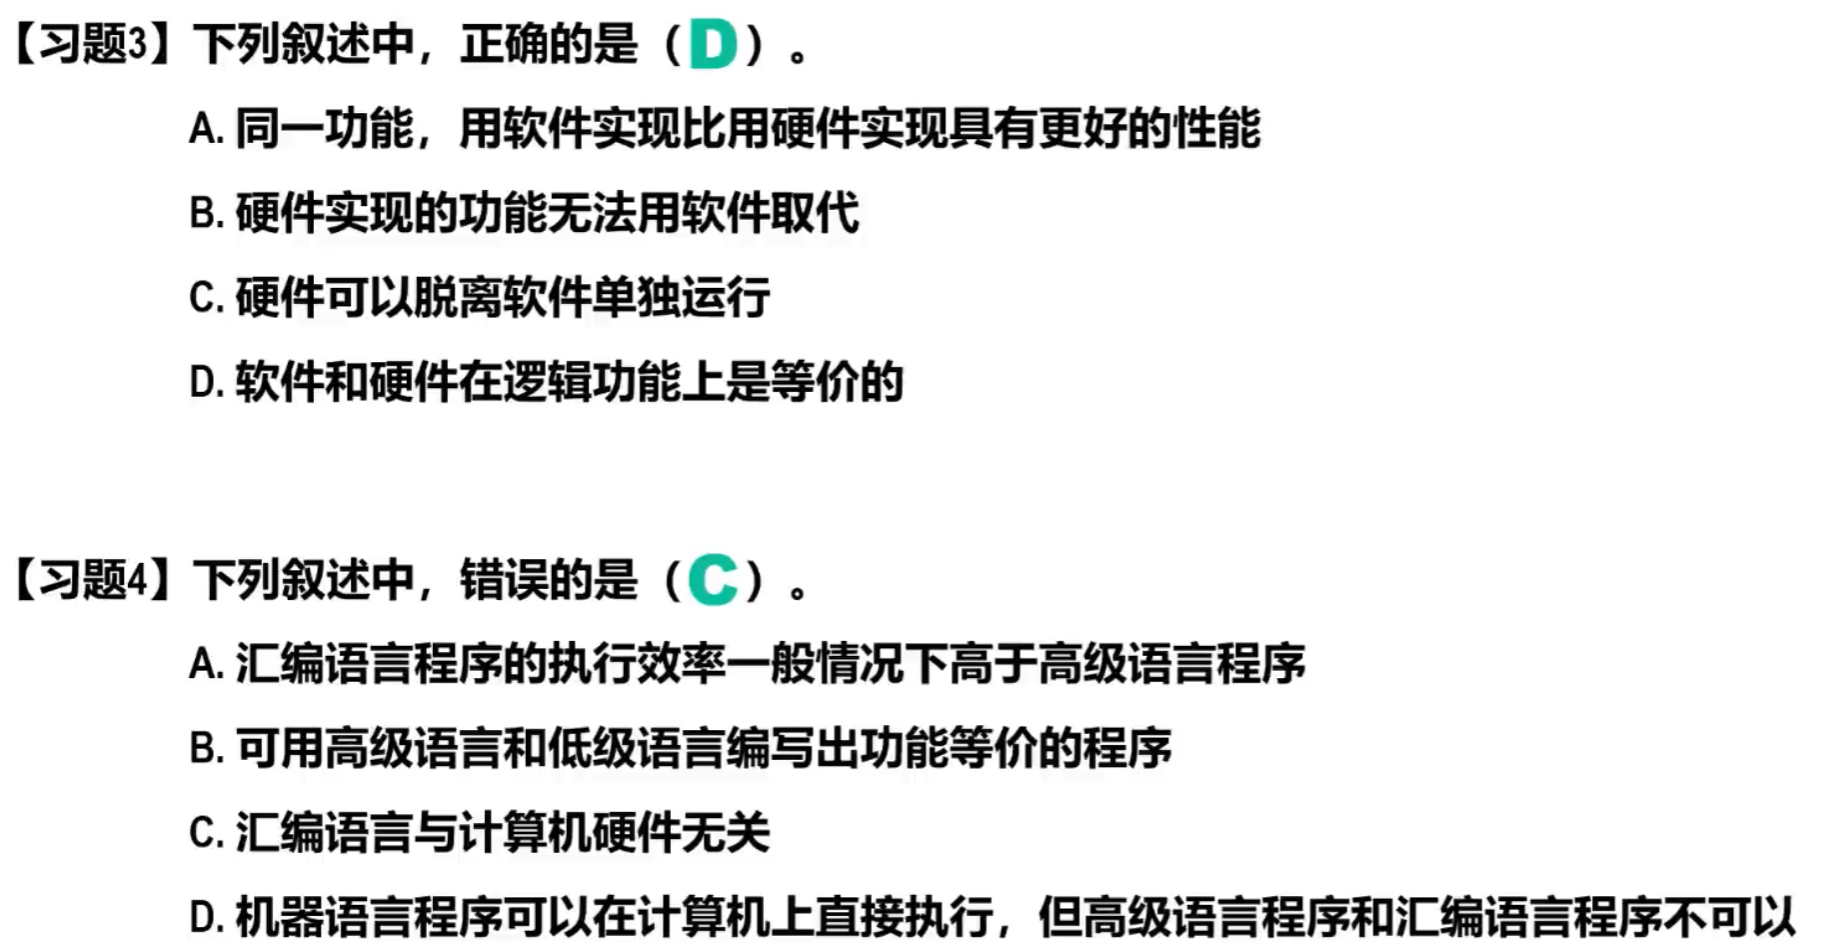 【习题3】下列叙述中，正确的是（D）。
A. 同一功能，用软件实现比用硬件实现具有更好的性能
B. 硬件实现的功能无法用软件取代
C. 硬件可以脱离软件单独运行
D. 软件和硬件在逻辑功能上是等价的
【习题4】下列叙述中，错误的是（C）。
A. 汇编语言程序的执行效率一般情况下高于高级语言程序
B. 可用高级语言和低级语言编写出功能等价的程序
C. 汇编语言与计算机硬件无关
D. 机器语言程序可以在计算机上直接执行，但高级语言程序和汇编语言程序不可以